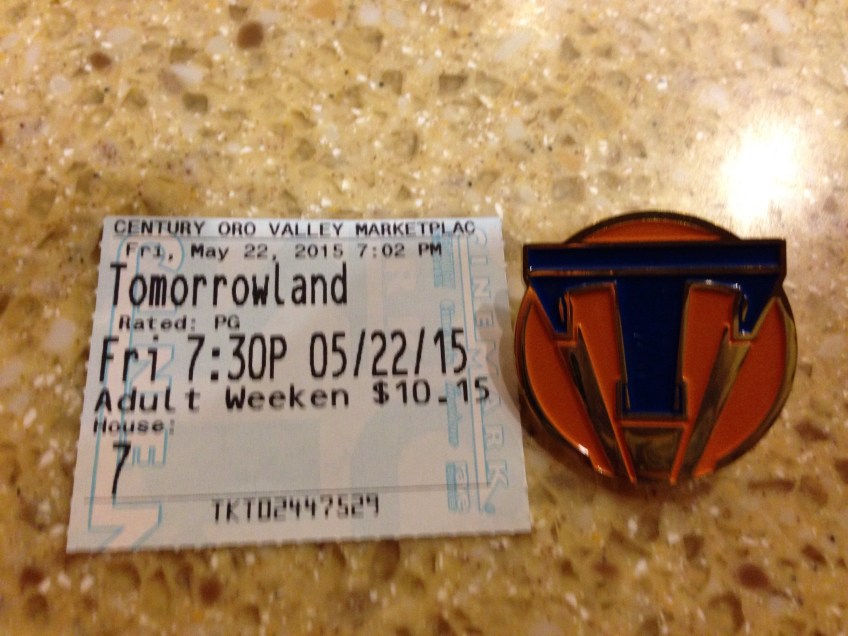 CENTURY ORO VALLEY MARKETPLAC
Fri, May 22, 2015 7:02 PM
Tomorrowland
Rated: PG
Fri 7:30P 05/22/15
Adult Weeken $10.15
House:
7
TKT02447529
CINEMARK
T